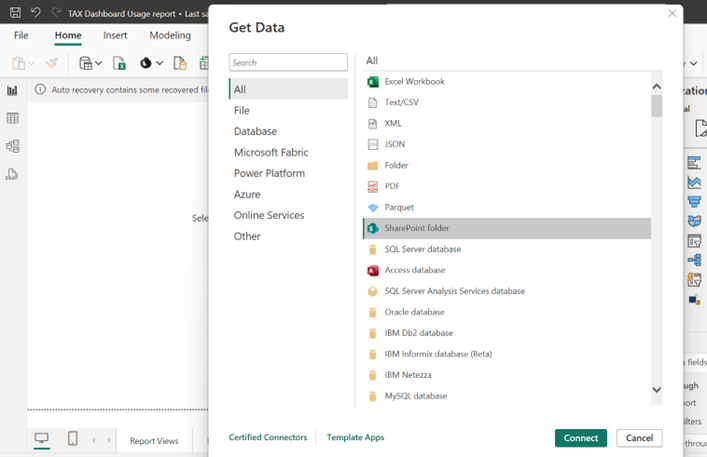 TAX Dashboard Usage report • Last sa
File
Home
Insert
Modeling
Auto recovery contains some recovered fil
Sele
Report Views
Get Data
Search
All
File
Database
Microsoft Fabric
Power Platform
Azure
Online Services
Other
All
Excel Workbook
Text/CSV
XML
JSON
Folder
PDF
Parquet
SharePoint folder
SQL Server database
Access database
SQL Server Analysis Services database
Oracle database
IBM Db2 database
IBM Informix database (Beta)
IBM Netezza
MySQL database
Certified Connectors
Template Apps
Connect
Cancel
zatio
al
fields
ugh
port
ilters